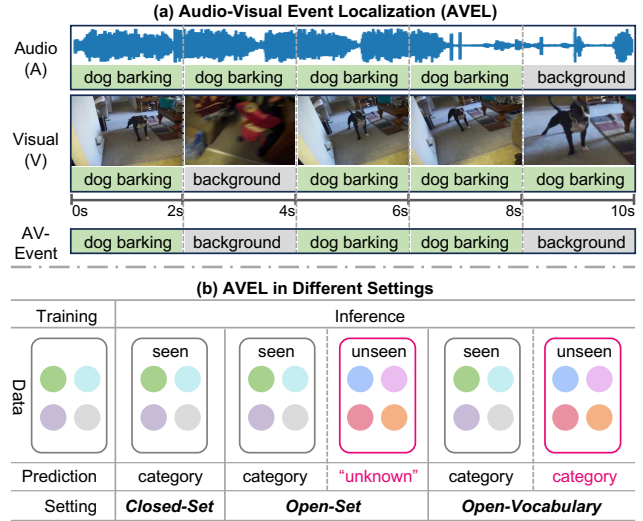 (a) Audio-Visual Event Localization (AVEL)
Audio
(A)
dog barking dog barking dog barking dog barking background
Visual
(V)
dog barking background dog barking dog barking dog barking
0s 2s 4s 6s 8s 10s
AV-
Event
dog barking background dog barking dog barking background
(b) AVEL in Different Settings
Training Inference
Data
seen seen unseen seen unseen
Prediction category category “unknown” category category
Setting Closed-Set Open-Set Open-Vocabulary